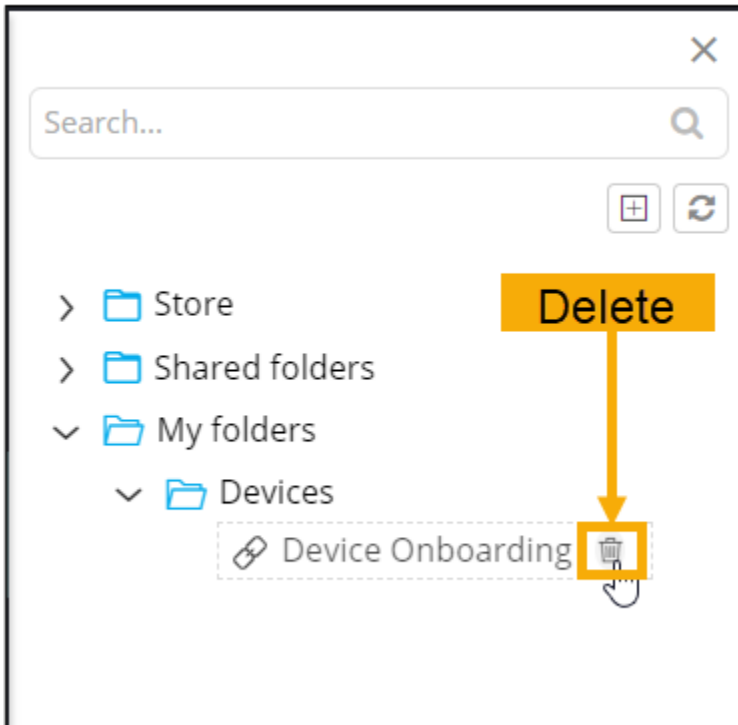 Search...
Store
Delete
Shared folders
My folders
Devices
Device Onboarding